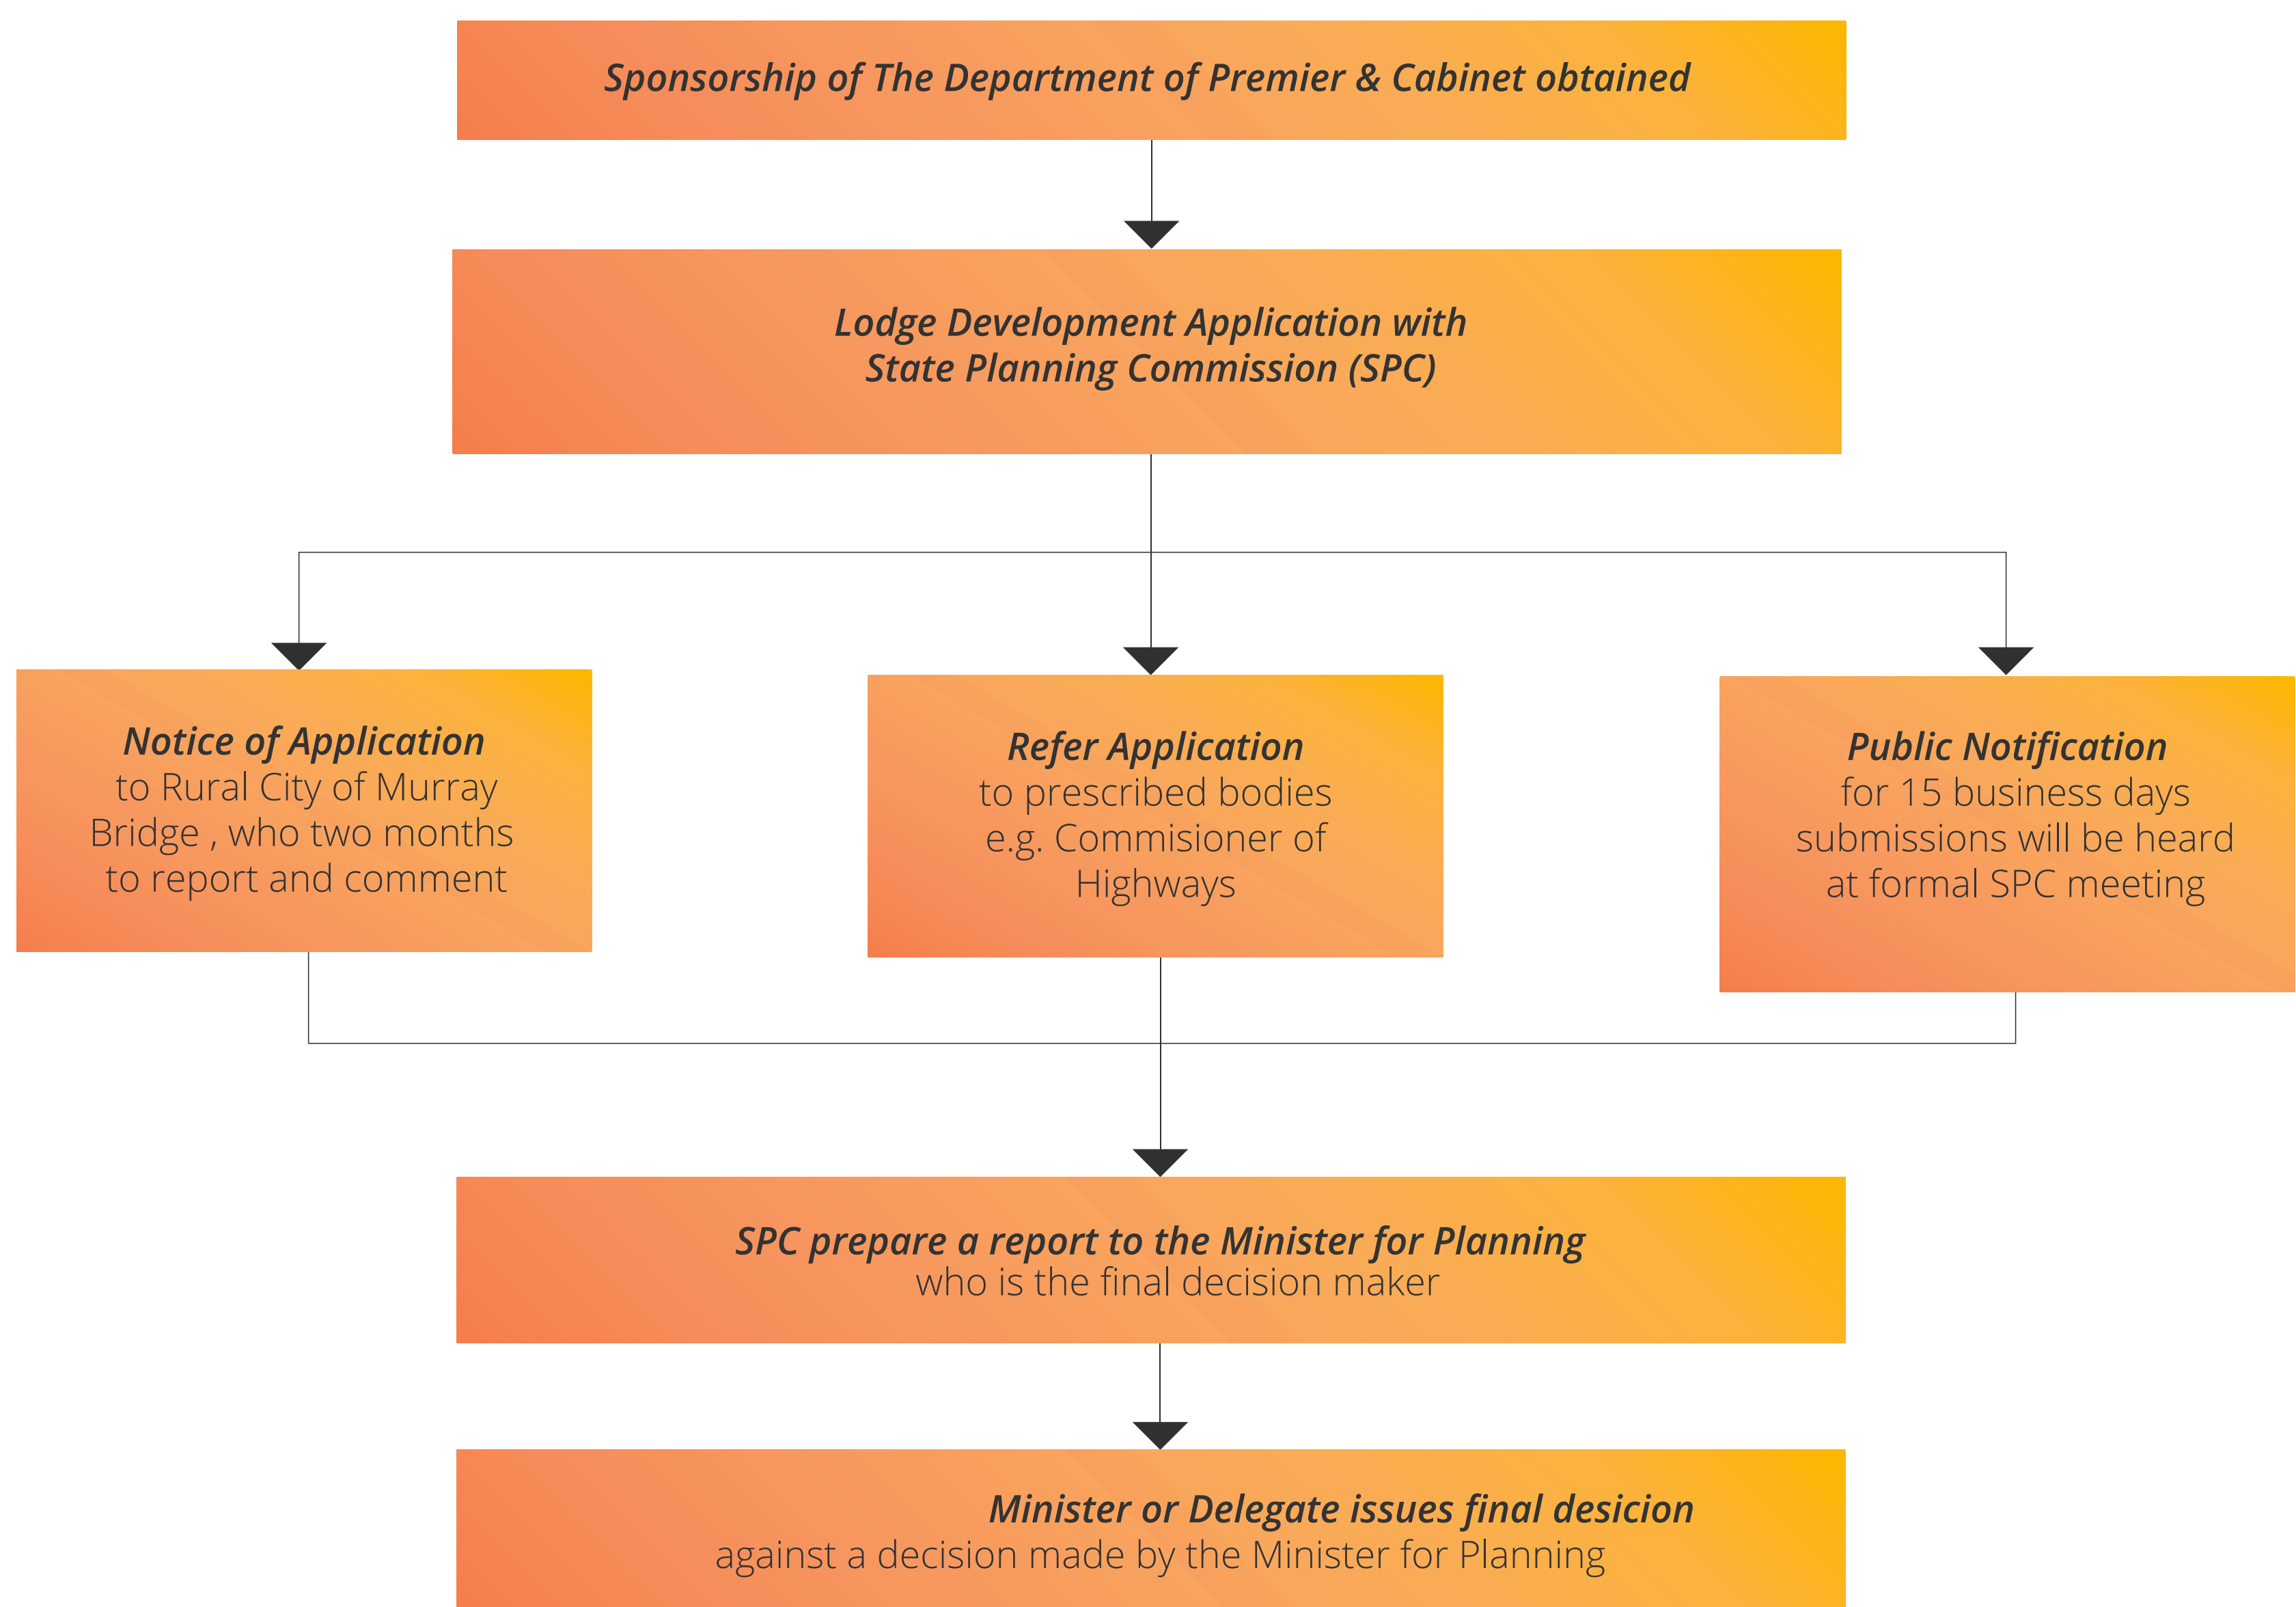 Sponsorship of The Department of Premier & Cabinet obtained
Lodge Development Application with
State Planning Commission (SPC)
Notice of Application
to Rural City of Murray
Bridge , who two months
to report and comment
Refer Application
to prescribed bodies
e.g. Commisioner of
Highways
Public Notification
for 15 business days
submissions will be heard
at formal SPC meeting
SPC prepare a report to the Minister for Planning
who is the final decision maker
Minister or Delegate issues final desicion
against a decision made by the Minister for Planning